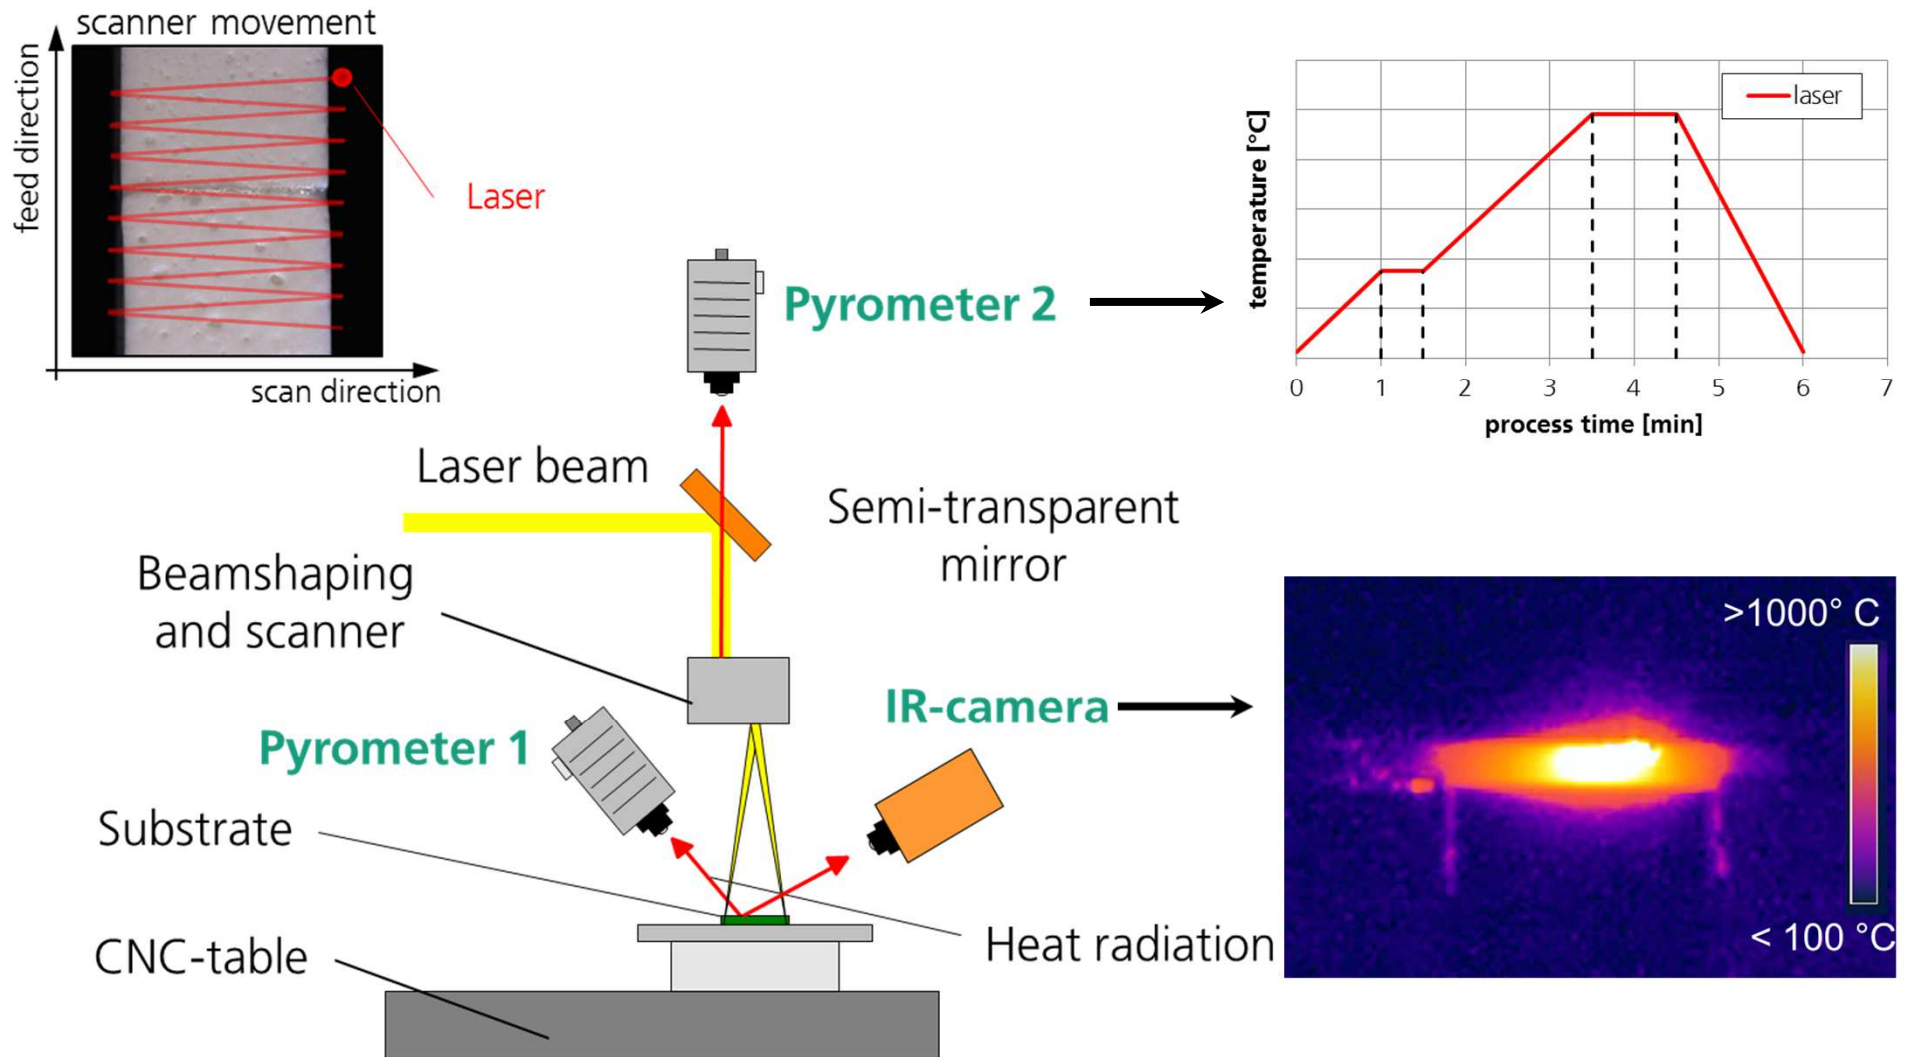 scanner movement
feed direction
Laser
scan direction
Pyrometer 2
temperature [°C]
laser
0 1 2 3 4 5 6 7
process time [min]
Laser beam
Semi-transparent
mirror
Beamshaping
and scanner
>1000° C
IR-camera
Pyrometer 1
Substrate
< 100 °C
Heat radiation
CNC-table